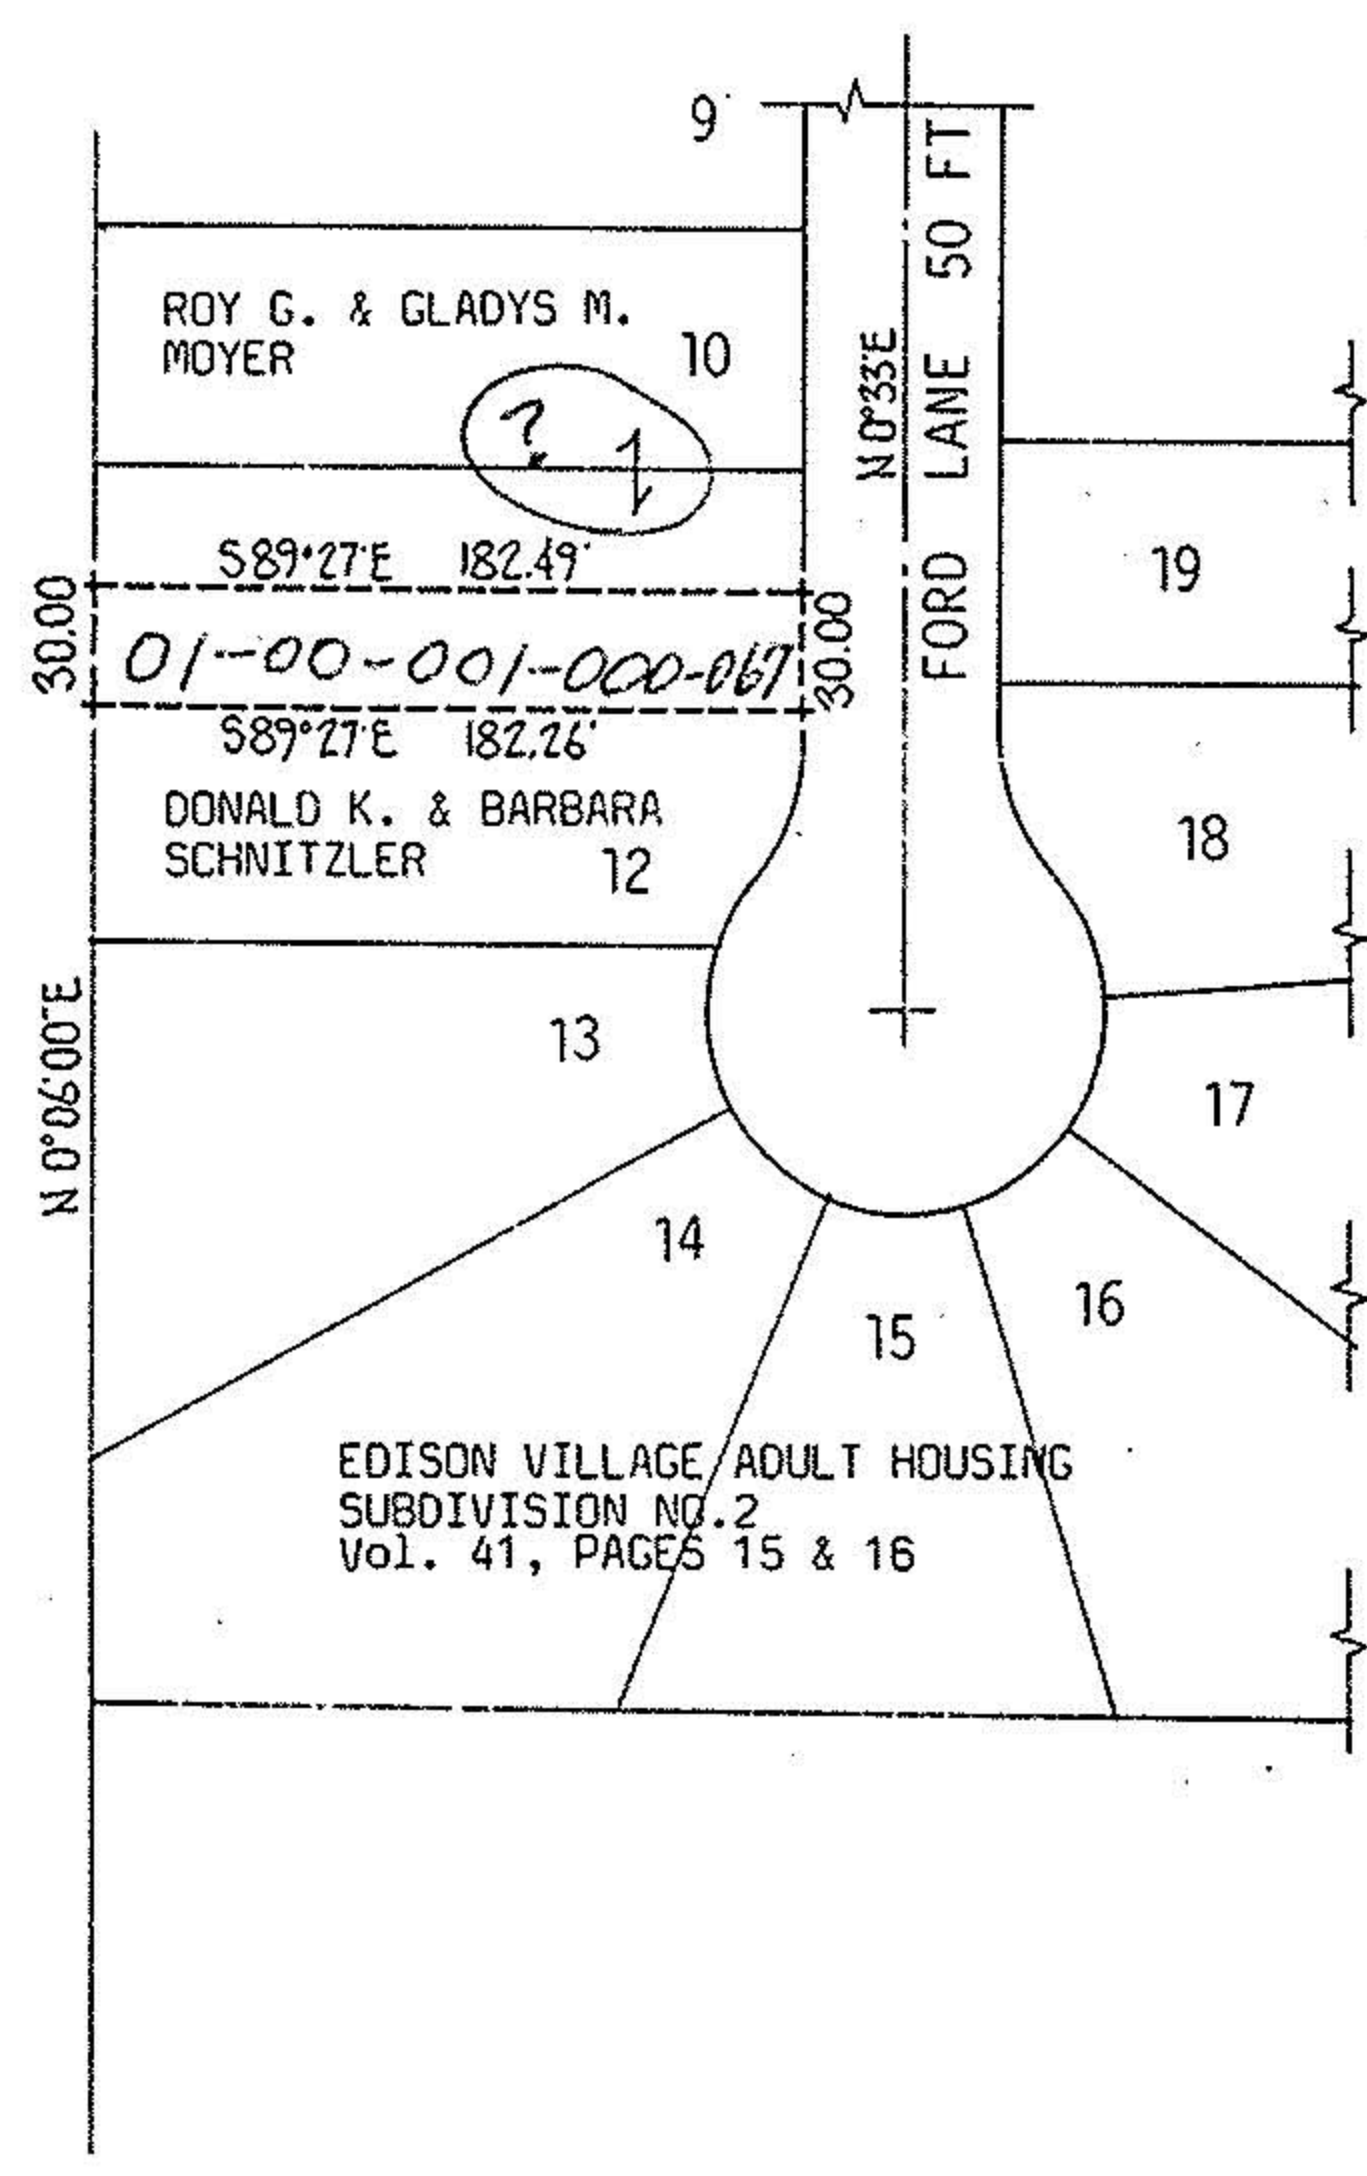 9
ROY G. & GLADYS M.
MOYER
10
?
S89°27'E 182.49'
30.00
01-00-001-000-067
30.00
S89°27'E 182.26'
DONALD K. & BARBARA
SCHNITZLER
12
N 0°33'E
FORD LANE 50 FT
19
18
17
N 0°06'00"E
13
14
15
16
EDISON VILLAGE ADULT HOUSING
SUBDIVISION NO.2
Vol. 41, PAGES 15 & 16